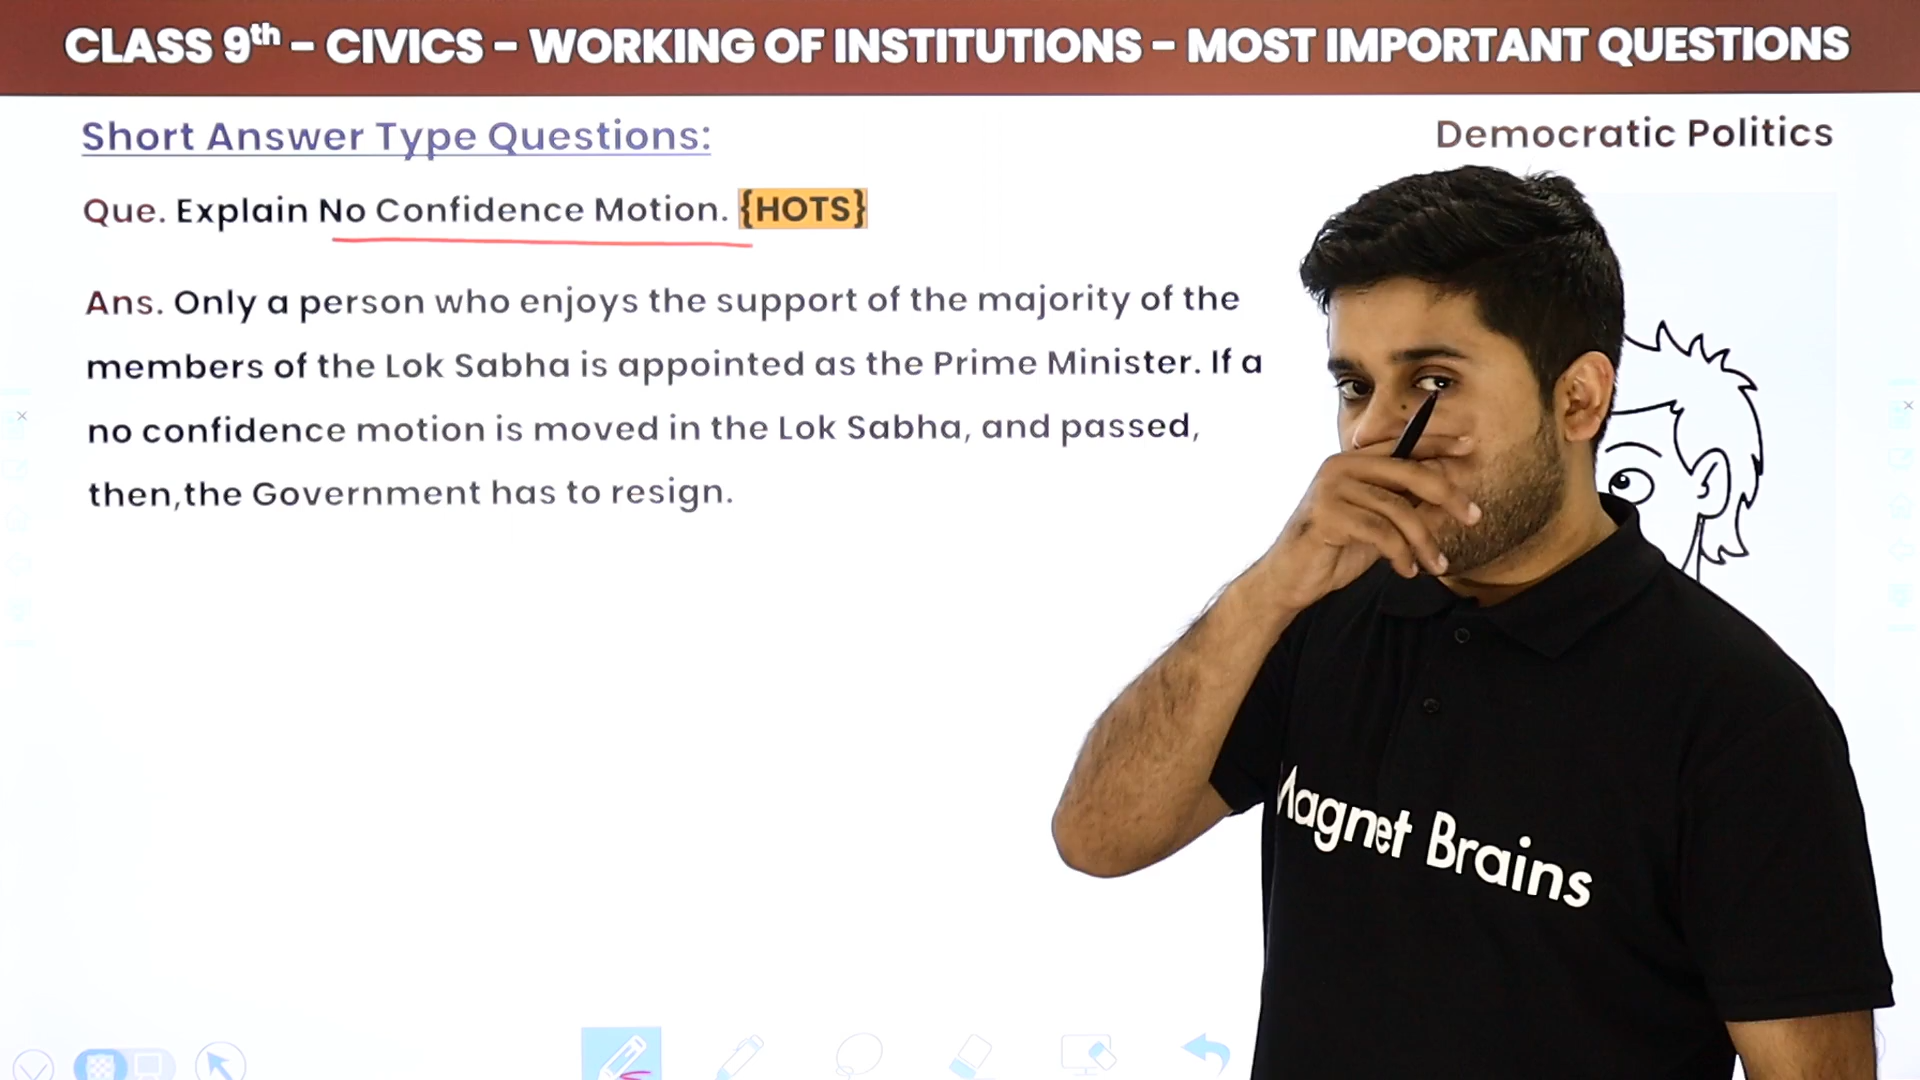 CLASS 9th – CIVICS – WORKING OF INSTITUTIONS – MOST IMPORTANT QUESTIONS
Short Answer Type Questions:
Democratic Politics
Que. Explain No Confidence Motion. {HOTS}
Ans. Only a person who enjoys the support of the majority of the
members of the Lok Sabha is appointed as the Prime Minister. If a
no confidence motion is moved in the Lok Sabha, and passed,
then,the Government has to resign.
Magnet Brains